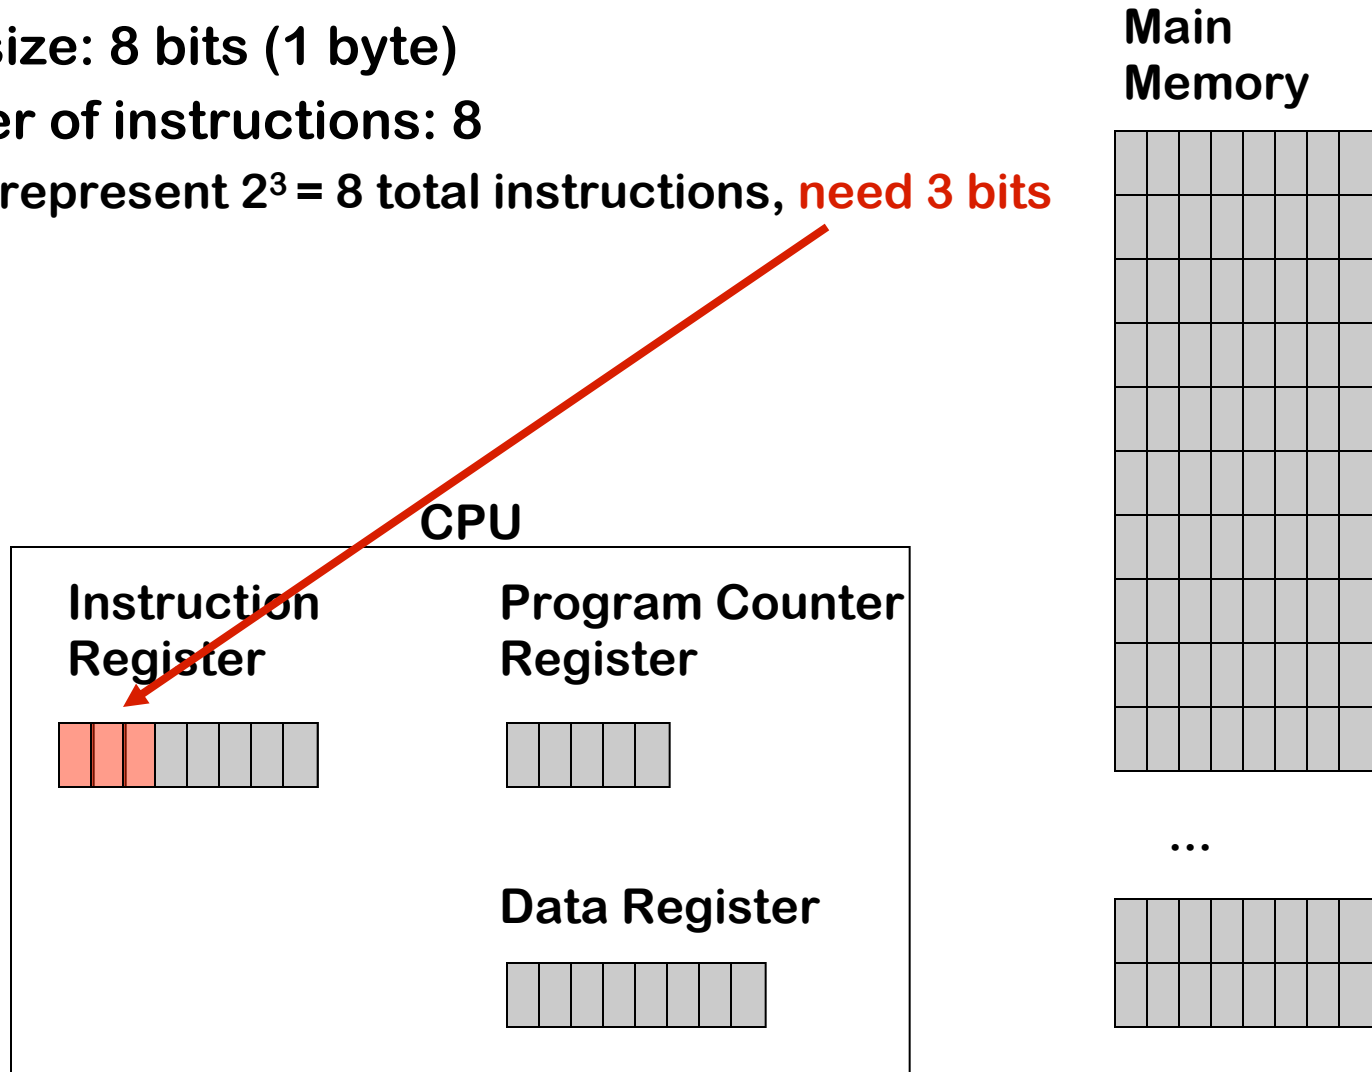 size: 8 bits (1 byte)
er of instructions: 8
represent 2³ = 8 total instructions, need 3 bits
Main
Memory
CPU
Instruction
Register
Program Counter
Register
Data Register
...